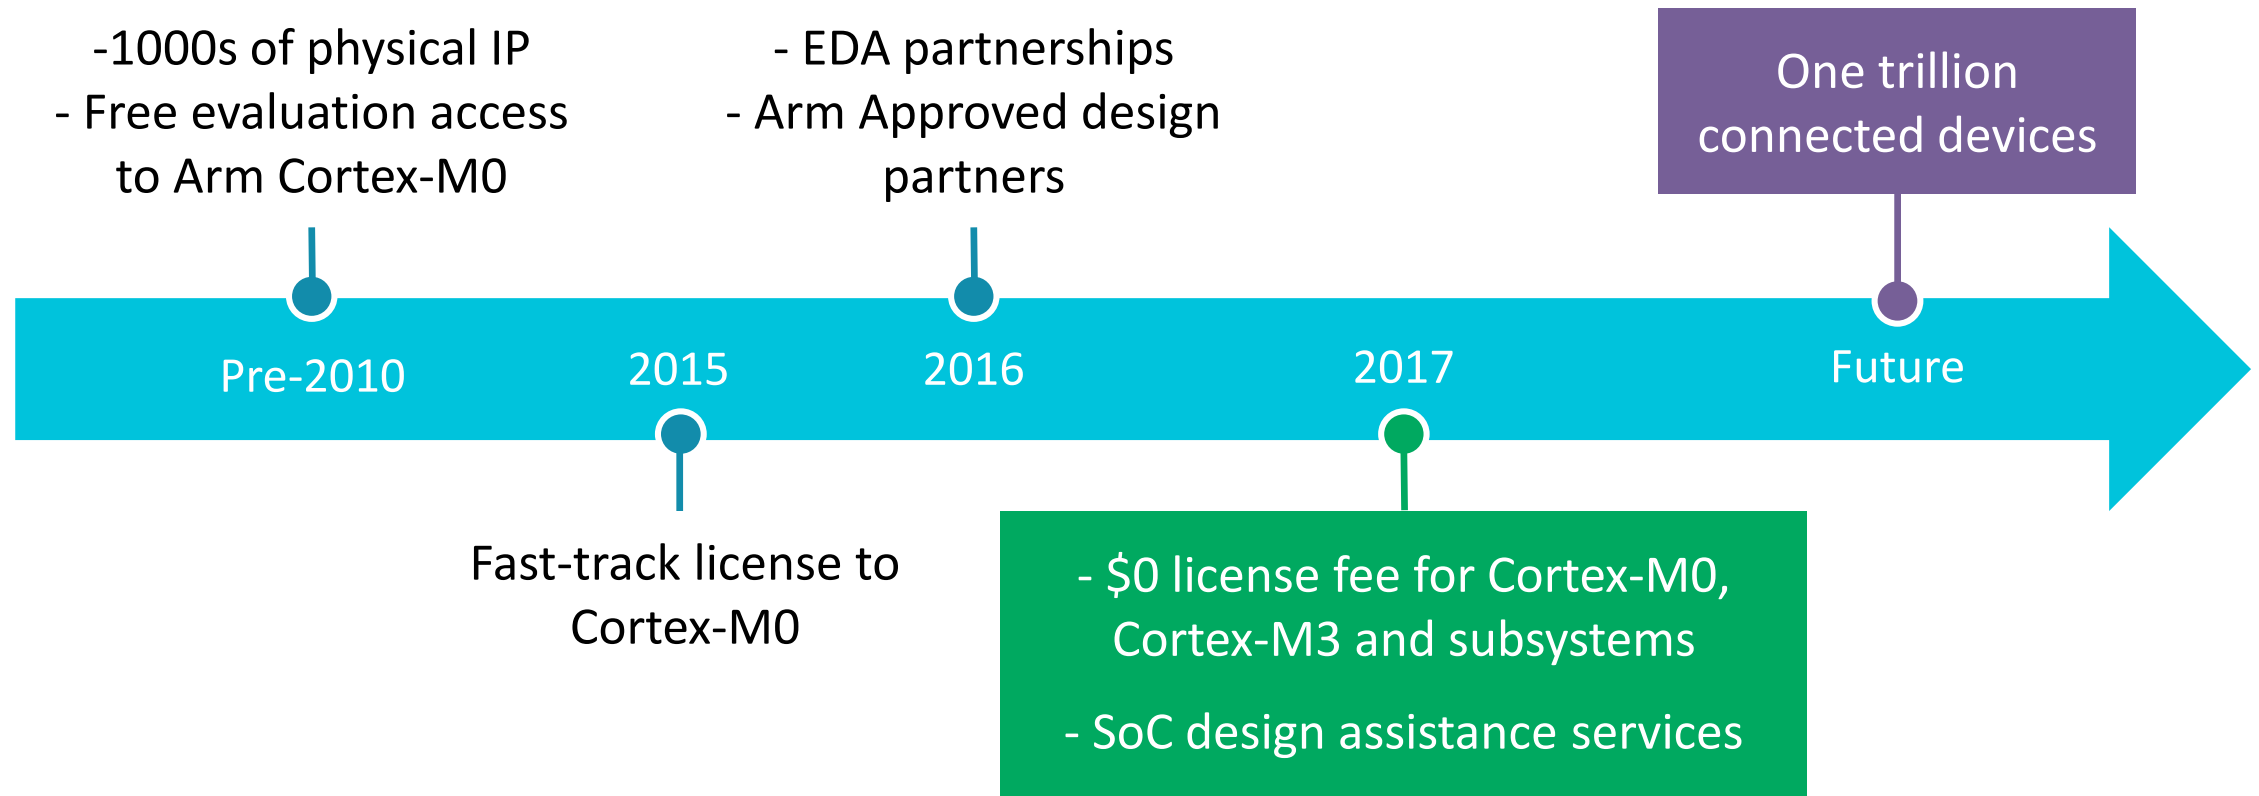 -1000s of physical IP
- Free evaluation access
to Arm Cortex-M0
- EDA partnerships
- Arm Approved design
partners
One trillion
connected devices
Pre-2010
2015
2016
2017
Future
Fast-track license to
Cortex-M0
- $0 license fee for Cortex-M0,
Cortex-M3 and subsystems
- SoC design assistance services